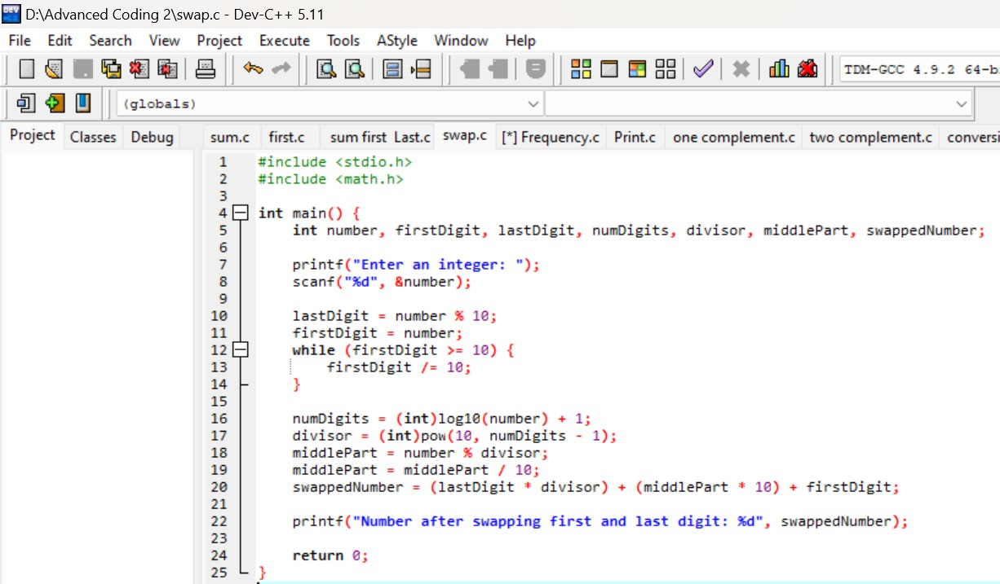 D:\Advanced Coding 2\swap.c - Dev-C++ 5.11
File Edit Search View Project Execute Tools AStyle Window Help
TDM-GCC 4.9.2 64-b
(globals)
Project Classes Debug sum.c first.c sum first Last.c swap.c [*] Frequency.c Print.c one complement.c two complement.c conversi
1 #include <stdio.h>
2 #include <math.h>
3
4 int main() {
5 int number, firstDigit, lastDigit, numDigits, divisor, middlePart, swappedNumber;
6
7 printf("Enter an integer: ");
8 scanf("%d", &number);
9
10 lastDigit = number % 10;
11 firstDigit = number;
12 while (firstDigit >= 10) {
13 firstDigit /= 10;
14 }
15
16 numDigits = (int)log10(number) + 1;
17 divisor = (int)pow(10, numDigits - 1);
18 middlePart = number % divisor;
19 middlePart = middlePart / 10;
20 swappedNumber = (lastDigit * divisor) + (middlePart * 10) + firstDigit;
21
22 printf("Number after swapping first and last digit: %d", swappedNumber);
23
24 return 0;
25 }